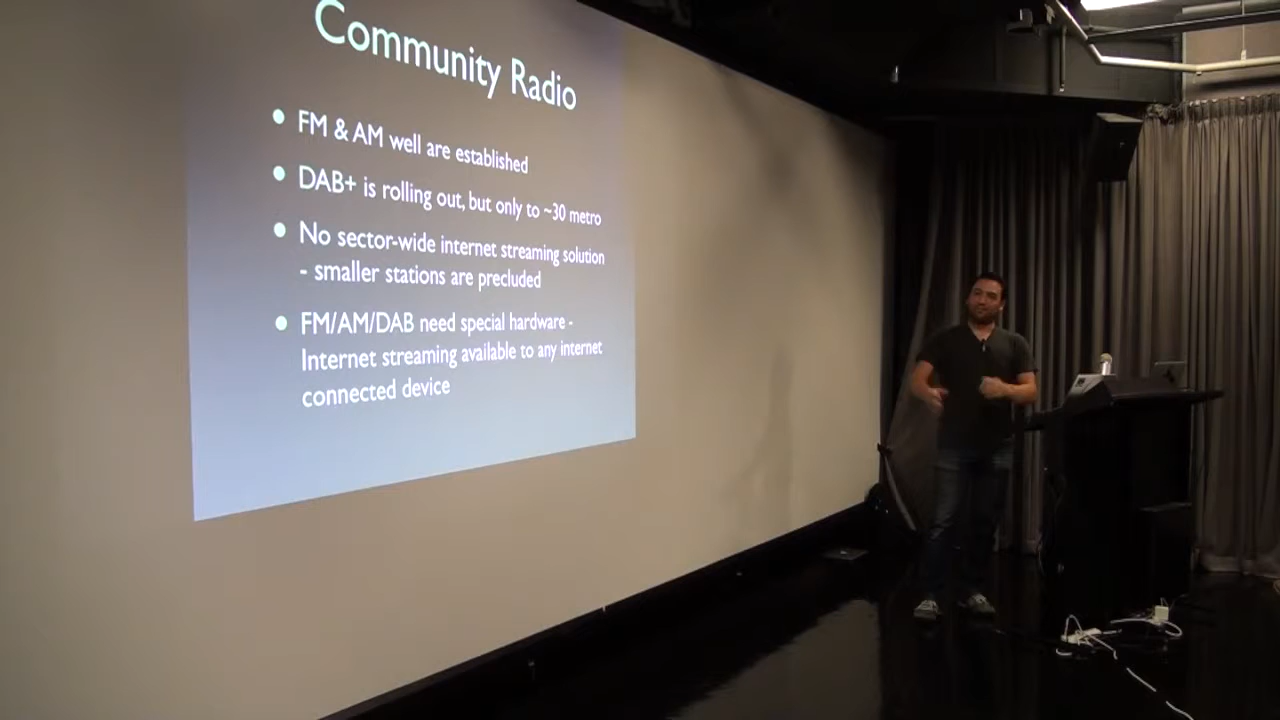 Community Radio
• FM & AM well are established
• DAB+ is rolling out, but only to ~30 metro
• No sector-wide internet streaming solution
- smaller stations are precluded
• FM/AM/DAB need special hardware -
Internet streaming available to any internet
connected device